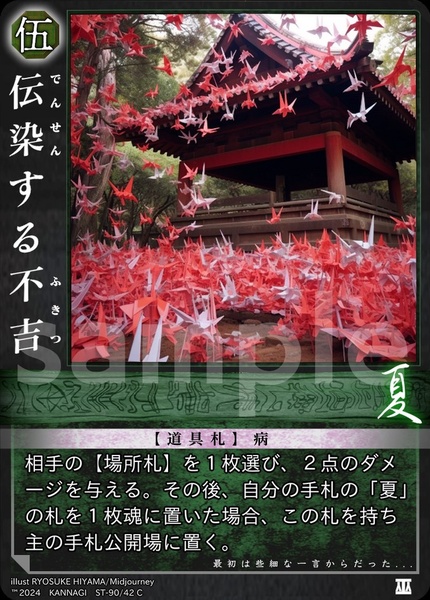 伍
伝染する不吉
でんせん
ふきつ
sample
夏
【道具札】病
相手の【場所札】を１枚選び、２点のダメ
ージを与える。その後、自分の手札の「夏」
の札を１枚魂に置いた場合、この札を持ち
主の手札公開場に置く。
最初は些細な一言からだった...
illust RYOSUKE HIYAMA/Midjourney
™2024 KANNAGI ST-90/42 C